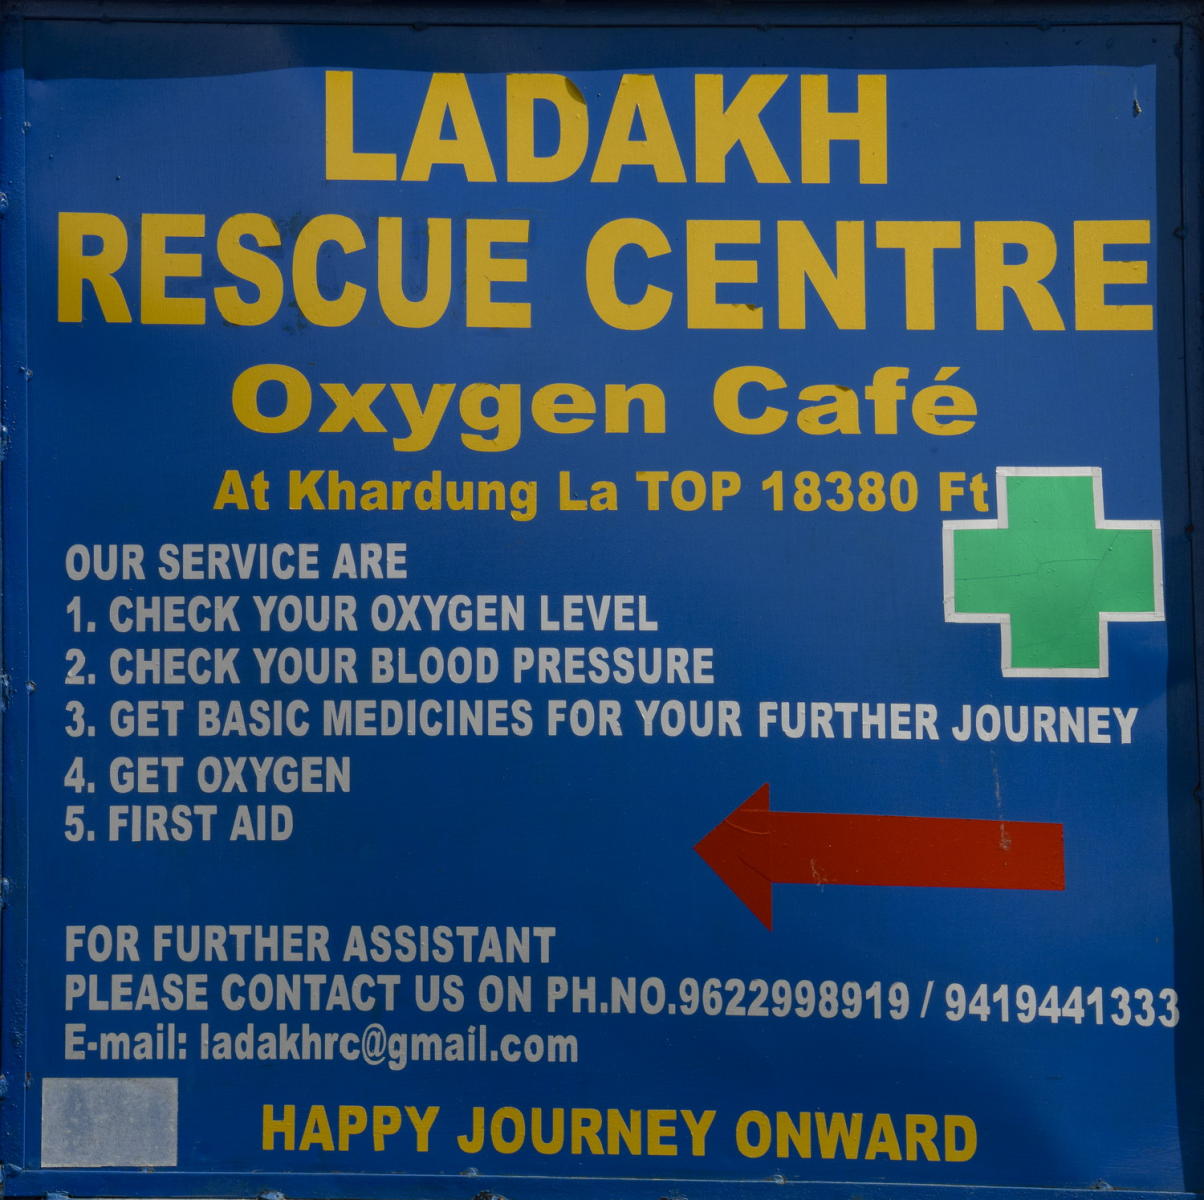 LADAKH
RESCUE CENTRE
Oxygen Café
At Khardung La TOP 18380 Ft
OUR SERVICE ARE
1. CHECK YOUR OXYGEN LEVEL
2. CHECK YOUR BLOOD PRESSURE
3. GET BASIC MEDICINES FOR YOUR FURTHER JOURNEY
4. GET OXYGEN
5. FIRST AID
FOR FURTHER ASSISTANT
PLEASE CONTACT US ON PH.NO.9622998919 / 9419441333
E-mail: ladakhrc@gmail.com
HAPPY JOURNEY ONWARD